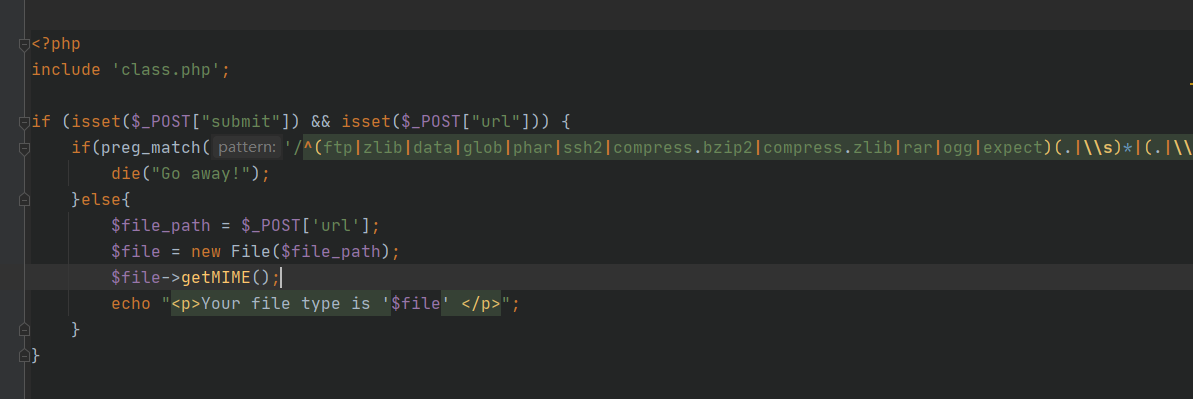 <?php
include 'class.php';
if (isset($_POST["submit"]) && isset($_POST["url"])) {
if(preg_match( pattern: '/^(ftp|zlib|data|glob|phar|ssh2|compress.bzip2|compress.zlib|rar|ogg|expect)(.|\\s)*|(.|\\
die("Go away!");
}else{
$file_path = $_POST['url'];
$file = new File($file_path);
$file->getMIME();
echo "<p>Your file type is '$file' </p>";
}
}